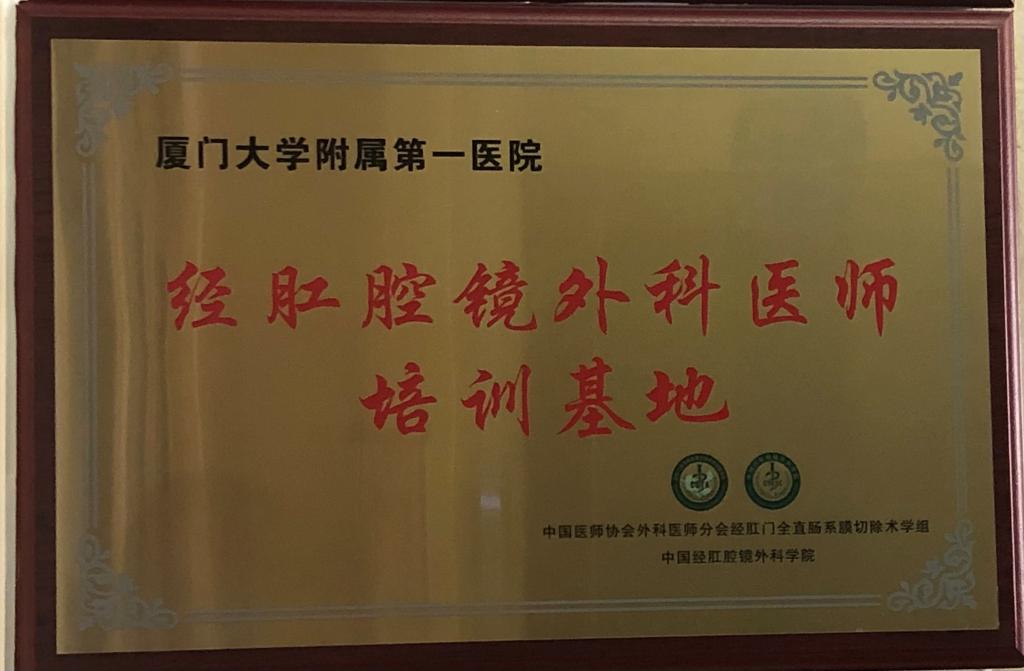 厦门大学附属第一医院
经肛腔镜外科医师
培训基地
中国医师协会外科医师分会经肛门全直肠系膜切除术学组
中国经肛腔镜外科学院